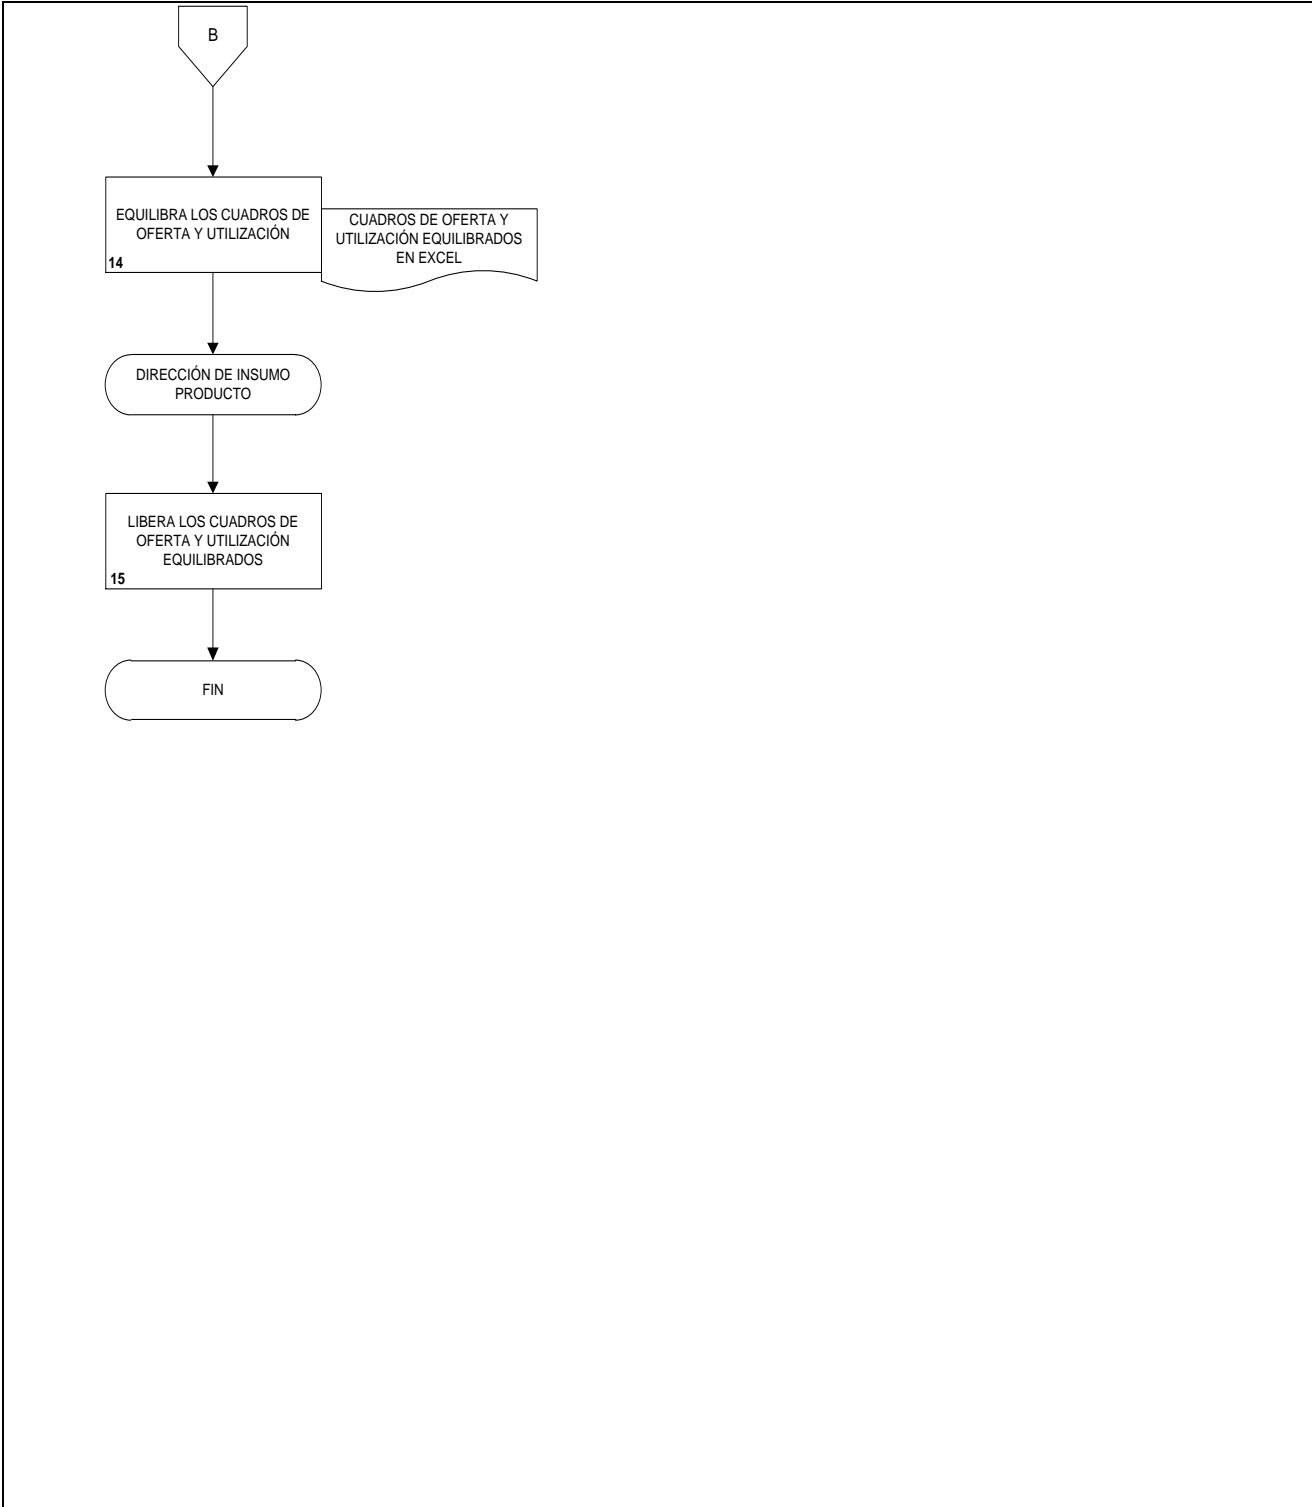 B
EQUILIBRA LOS CUADROS DE
OFERTA Y UTILIZACIÓN
14
CUADROS DE OFERTA Y
UTILIZACIÓN EQUILIBRADOS
EN EXCEL
DIRECCIÓN DE INSUMO
PRODUCTO
LIBERA LOS CUADROS DE
OFERTA Y UTILIZACIÓN
EQUILIBRADOS
15
FIN